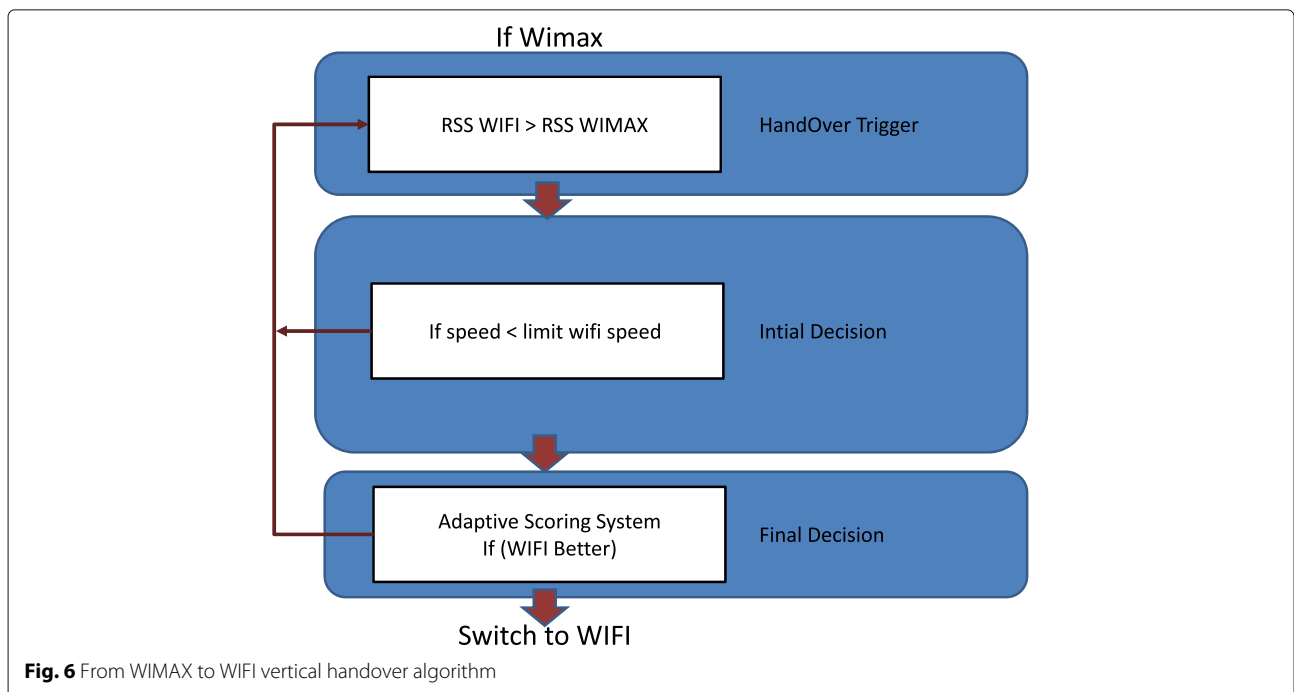 If Wimax
RSS WIFI > RSS WIMAX
HandOver Trigger
If speed < limit wifi speed
Intial Decision
Adaptive Scoring System
If (WIFI Better)
Final Decision
Switch to WIFI
Fig. 6 From WIMAX to WIFI vertical handover algorithm